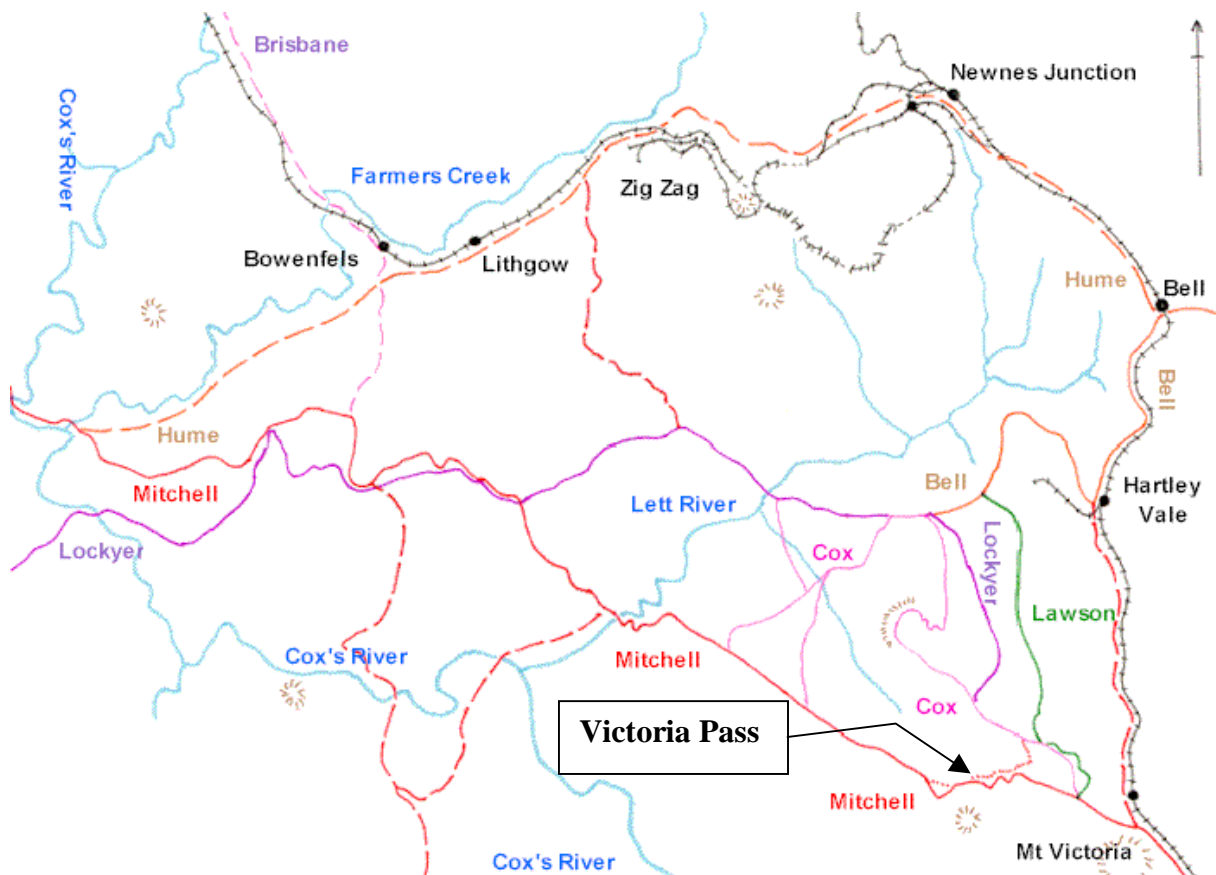 Brisbane
Newnes Junction
Cox's River
Farmers Creek
Zig Zag
Bowenfels
Lithgow
Hume
Bell
Bell
Hume
Mitchell
Bell
Lett River
Hartley
Vale
Lockyer
Cox
Lockyer
Lawson
Cox's River
Mitchell
Cox
Victoria Pass
Mitchell
Mt Victoria
Cox's River